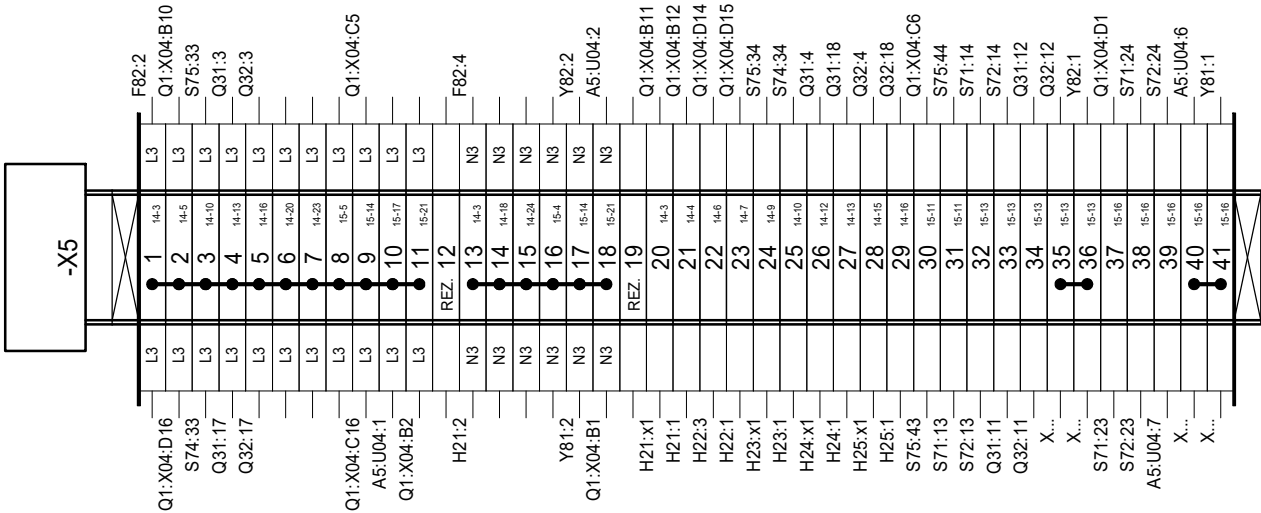 -X5
L3 1 14-3 L3 F82:2
Q1:X04:D16 L3 2 14-5 L3 Q1:X04:B10
S74:33 L3 3 14-10 L3 S75:33
Q31:17 L3 4 14-13 L3 Q31:3
Q32:17 L3 5 14-16 L3 Q32:3
L3 6 14-20 L3
L3 7 14-23 L3
L3 8 15-5 L3
Q1:X04:C16 L3 9 15-14 L3 Q1:X04:C5
A5:U04:1 L3 10 15-17 L3
Q1:X04:B2 L3 11 15-21 L3
REZ. 12
H21:2 N3 13 14-3 N3 F82:4
N3 14 14-18 N3
N3 15 14-24 N3
N3 16 15-4 N3
Y81:2 N3 17 15-14 N3 Y82:2
Q1:X04:B1 N3 18 15-21 N3 A5:U04:2
REZ. 19
H21:x1 20 14-3 Q1:X04:B11
H21:1 21 14-4 Q1:X04:B12
H22:3 22 14-6 Q1:X04:D14
H22:1 23 14-7 Q1:X04:D15
H23:x1 24 14-9 S75:34
H23:1 25 14-10 S74:34
H24:x1 26 14-12 Q31:4
H24:1 27 14-13 Q31:18
H25:x1 28 14-15 Q32:4
H25:1 29 14-16 Q32:18
S75:43 30 15-11 Q1:X04:C6
S71:13 31 15-11 S75:44
S72:13 32 15-13 S71:14
Q31:11 33 15-13 S72:14
Q32:11 34 15-13 Q31:12
X... 35 15-13 Q32:12
X... 36 15-13 Y82:1
S71:23 37 15-16 Q1:X04:D1
S72:23 38 15-16 S71:24
A5:U04:7 39 15-16 S72:24
X... 40 15-16 A5:U04:6
X... 41 15-16 Y81:1